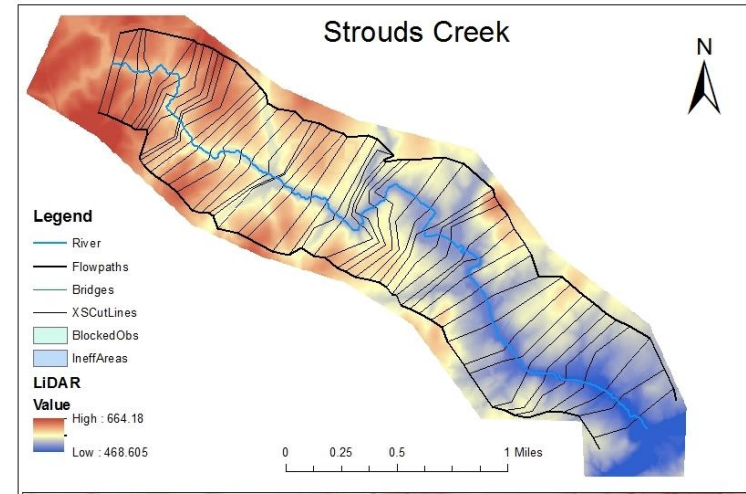 Strouds Creek
N
Legend
River
Flowpaths
Bridges
XSCutLines
BlockedObs
IneffAreas
LiDAR
Value
High : 664.18
Low : 468.605
0 0.25 0.5 1 Miles